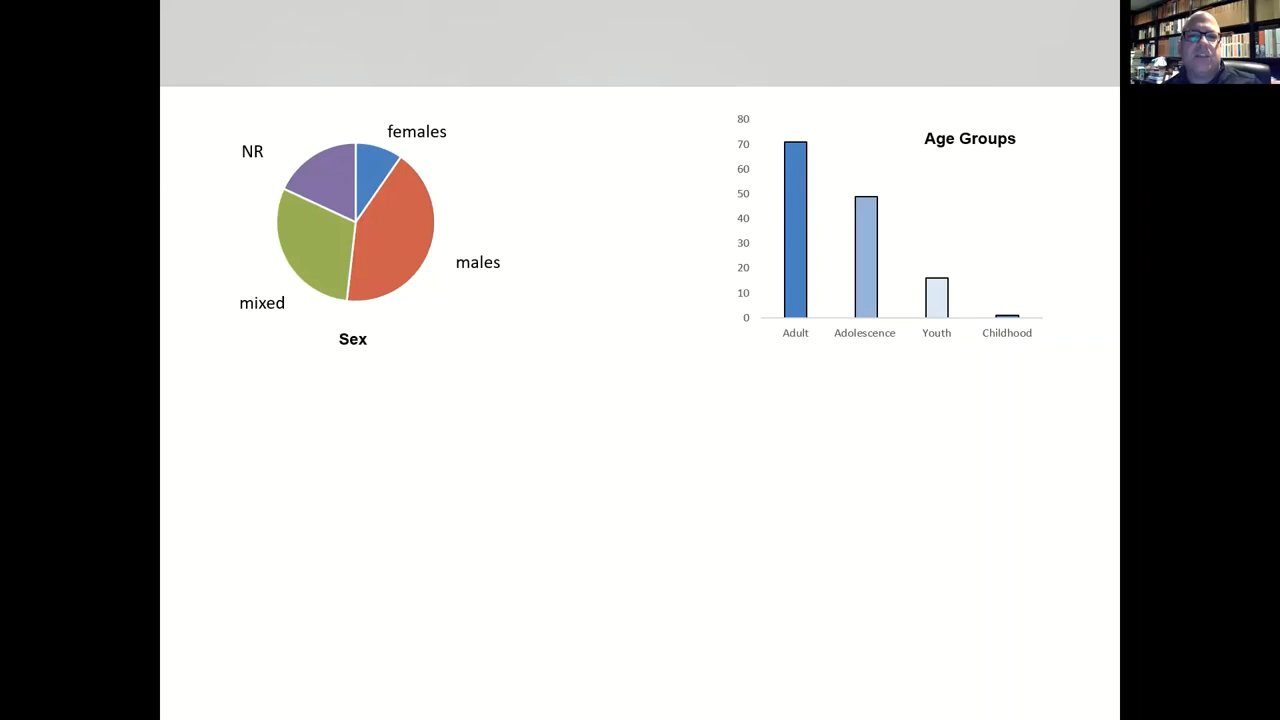 females
NR
males
mixed
Sex
Age Groups
80
70
60
50
40
30
20
10
0
Adult Adolescence Youth Childhood